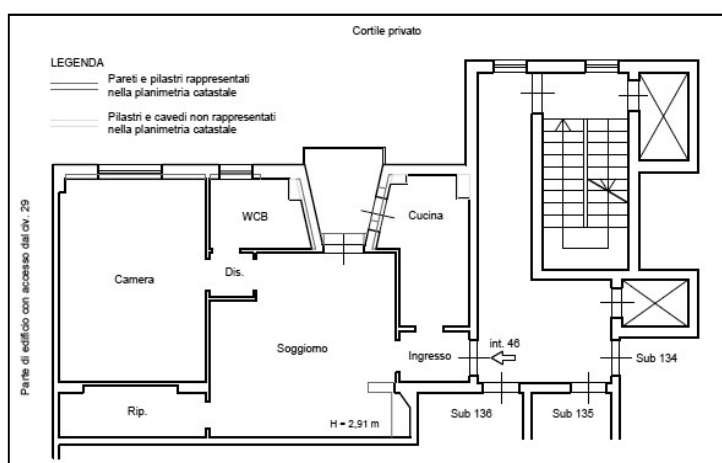 Cortile privato
LEGENDA
Pareti e pilastri rappresentati
nella planimetria catastale
Pilastri e cavedi non rappresentati
nella planimetria catastale
Parte di edificio con accesso dal civ. 29
WCB
Cucina
Camera
Dis.
Soggiorno
Ingresso
int. 46
Sub 134
Rip.
H = 2,91 m
Sub 136
Sub 135